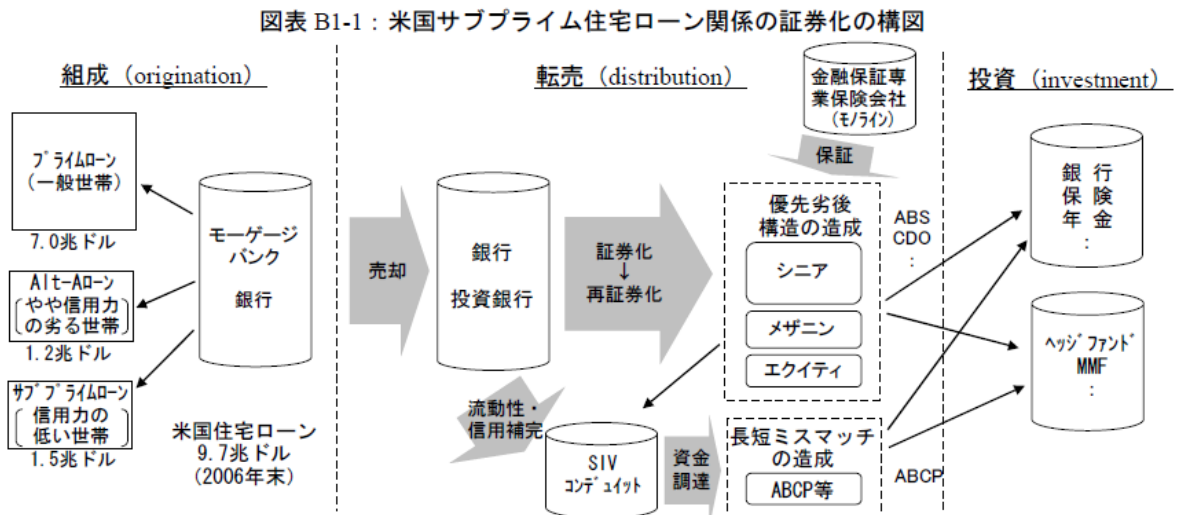 図表 B1-1：米国サブプライム住宅ローン関係の証券化の構図
組成（origination）
ﾌﾟﾗｲﾑﾛｰﾝ
（一般世帯）
7.0兆ドル
Alt-Aﾛｰﾝ
やや信用力
の劣る世帯
1.2兆ドル
ｻﾌﾞﾌﾟﾗｲﾑﾛｰﾝ
信用力の
低い世帯
1.5兆ドル
モーゲージ
バンク
銀行
米国住宅ローン
9.7兆ドル
(2006年末)
転売（distribution）
売却
銀行
投資銀行
証券化
↓
再証券化
流動性・
信用補完
SIV
ｺﾝﾃﾞｭｲｯﾄ
資金
調達
金融保証専
業保険会社
(ﾓﾉﾗｲﾝ)
保証
優先劣後
構造の造成
シニア
メザニン
エクイティ
ABS
CDO
：
長短ミスマッチ
の造成
ABCP等
ABCP
投資（investment）
銀行
保険
年金
：
ﾍｯｼﾞﾌｧﾝﾄﾞ
MMF
：